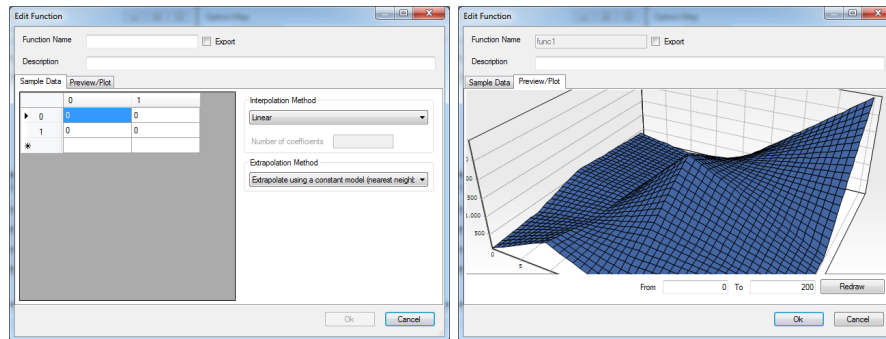 Edit Function
Function Name
Export
Description
Sample Data Preview/Plot
0 1
0 0 0
1 0 0
Interpolation Method
Linear
Number of coefficients
Extrapolation Method
Extrapolate using a constant model (nearest neight
Ok Cancel
Edit Function
Function Name func1 Export
Description
Sample Data Preview/Plot
500
1.000
500
0
5
From 0 To 200 Redraw
Ok Cancel